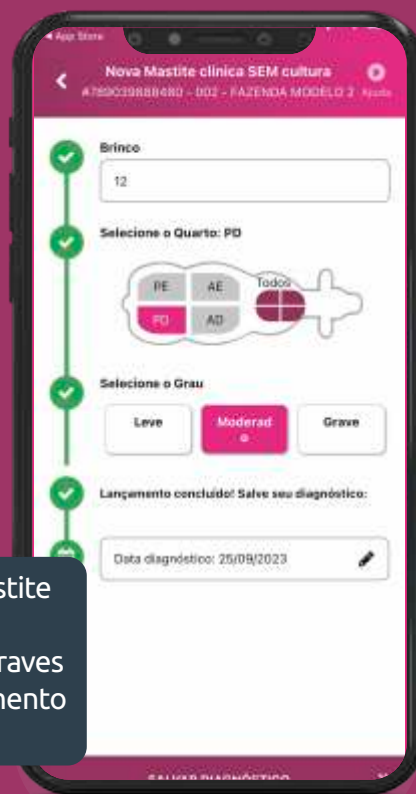 App Store
Nova Mastite clinica SEM cultura
#789039888480 - 002 - FAZENDA MODELO 2
Ajuda
Brinco
12
Selecione o Quarto: PD
PE
AE
Todos
PD
AD
Selecione o Grau
Leve
Moderad
o
Grave
Lançamento concluído! Salve seu diagnóstico:
Data diagnóstico: 25/09/2023
stite
raves
mento
SALVAR DIAGNÓSTICO